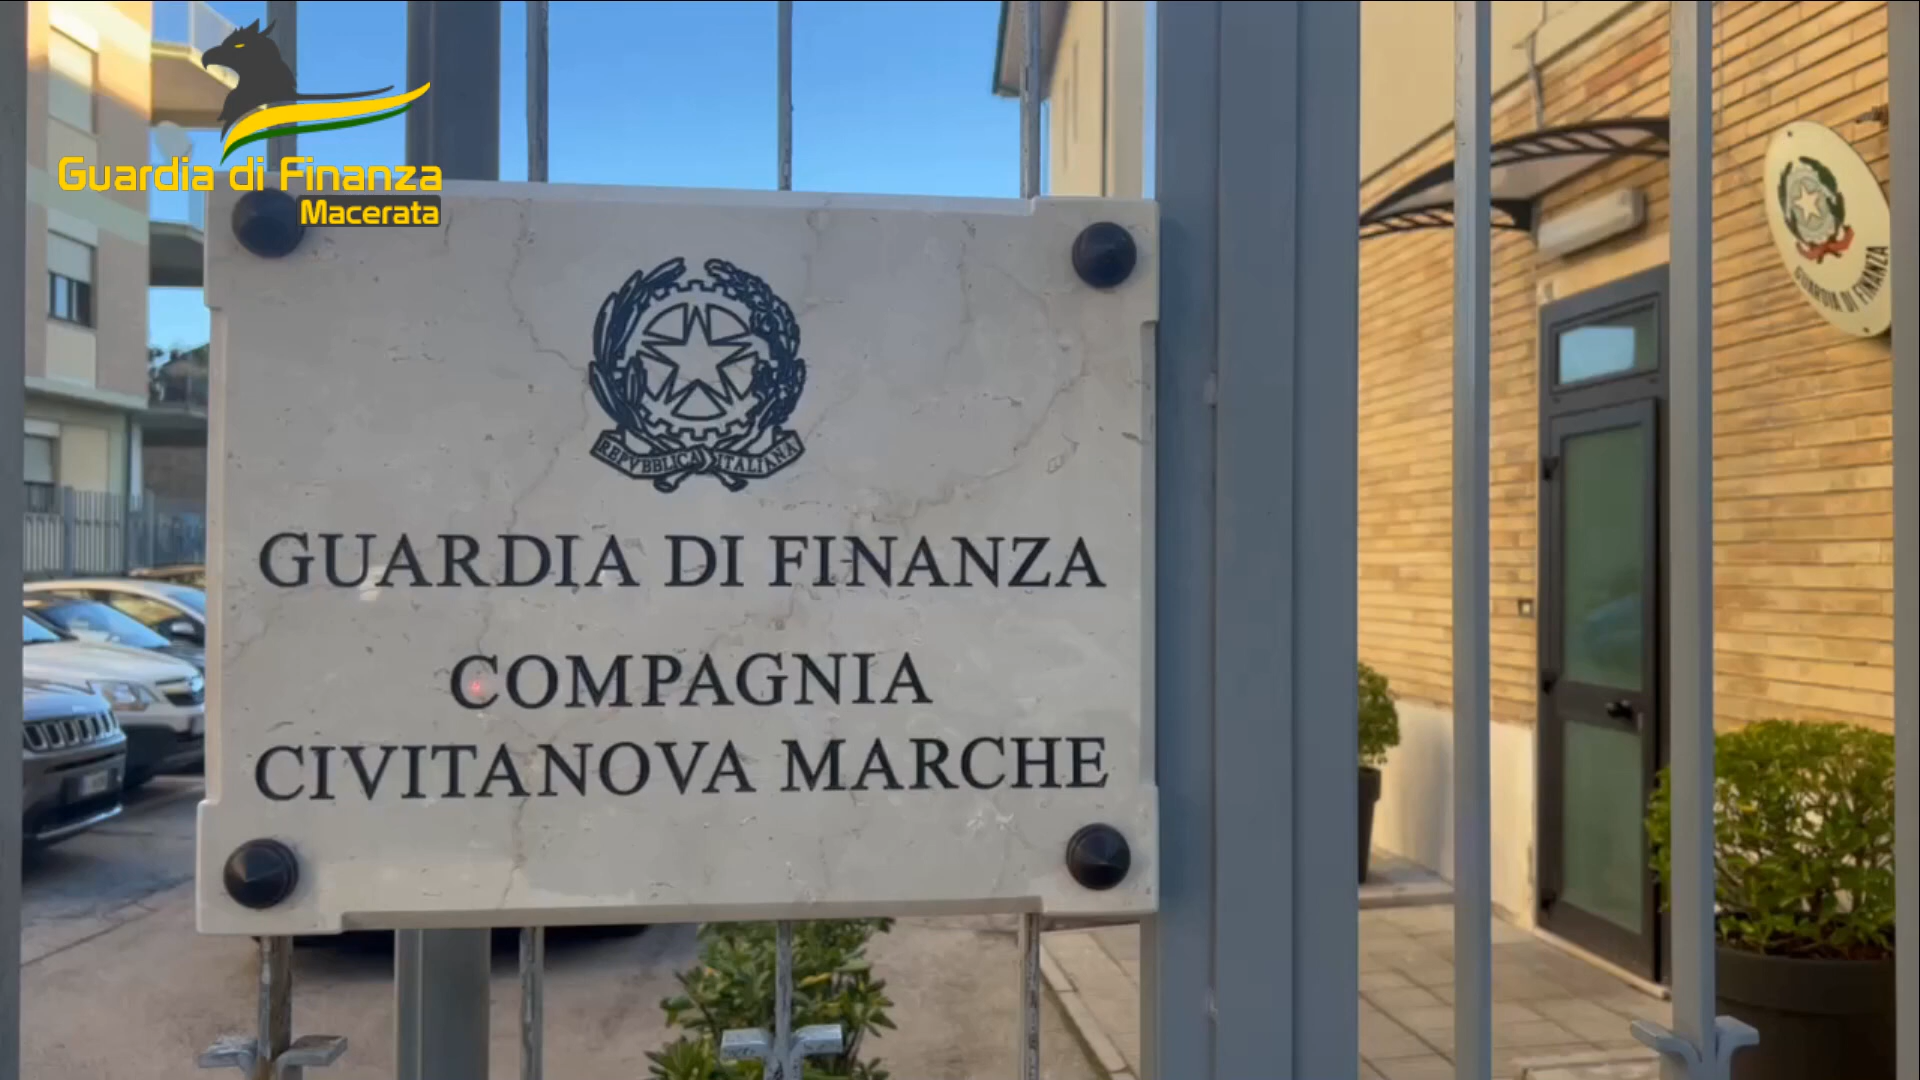 Guardia di Finanza
Macerata
REPVBBLICA ITALIANA
GUARDIA DI FINANZA
COMPAGNIA
CIVITANOVA MARCHE
GUARDIA DI FINANZA